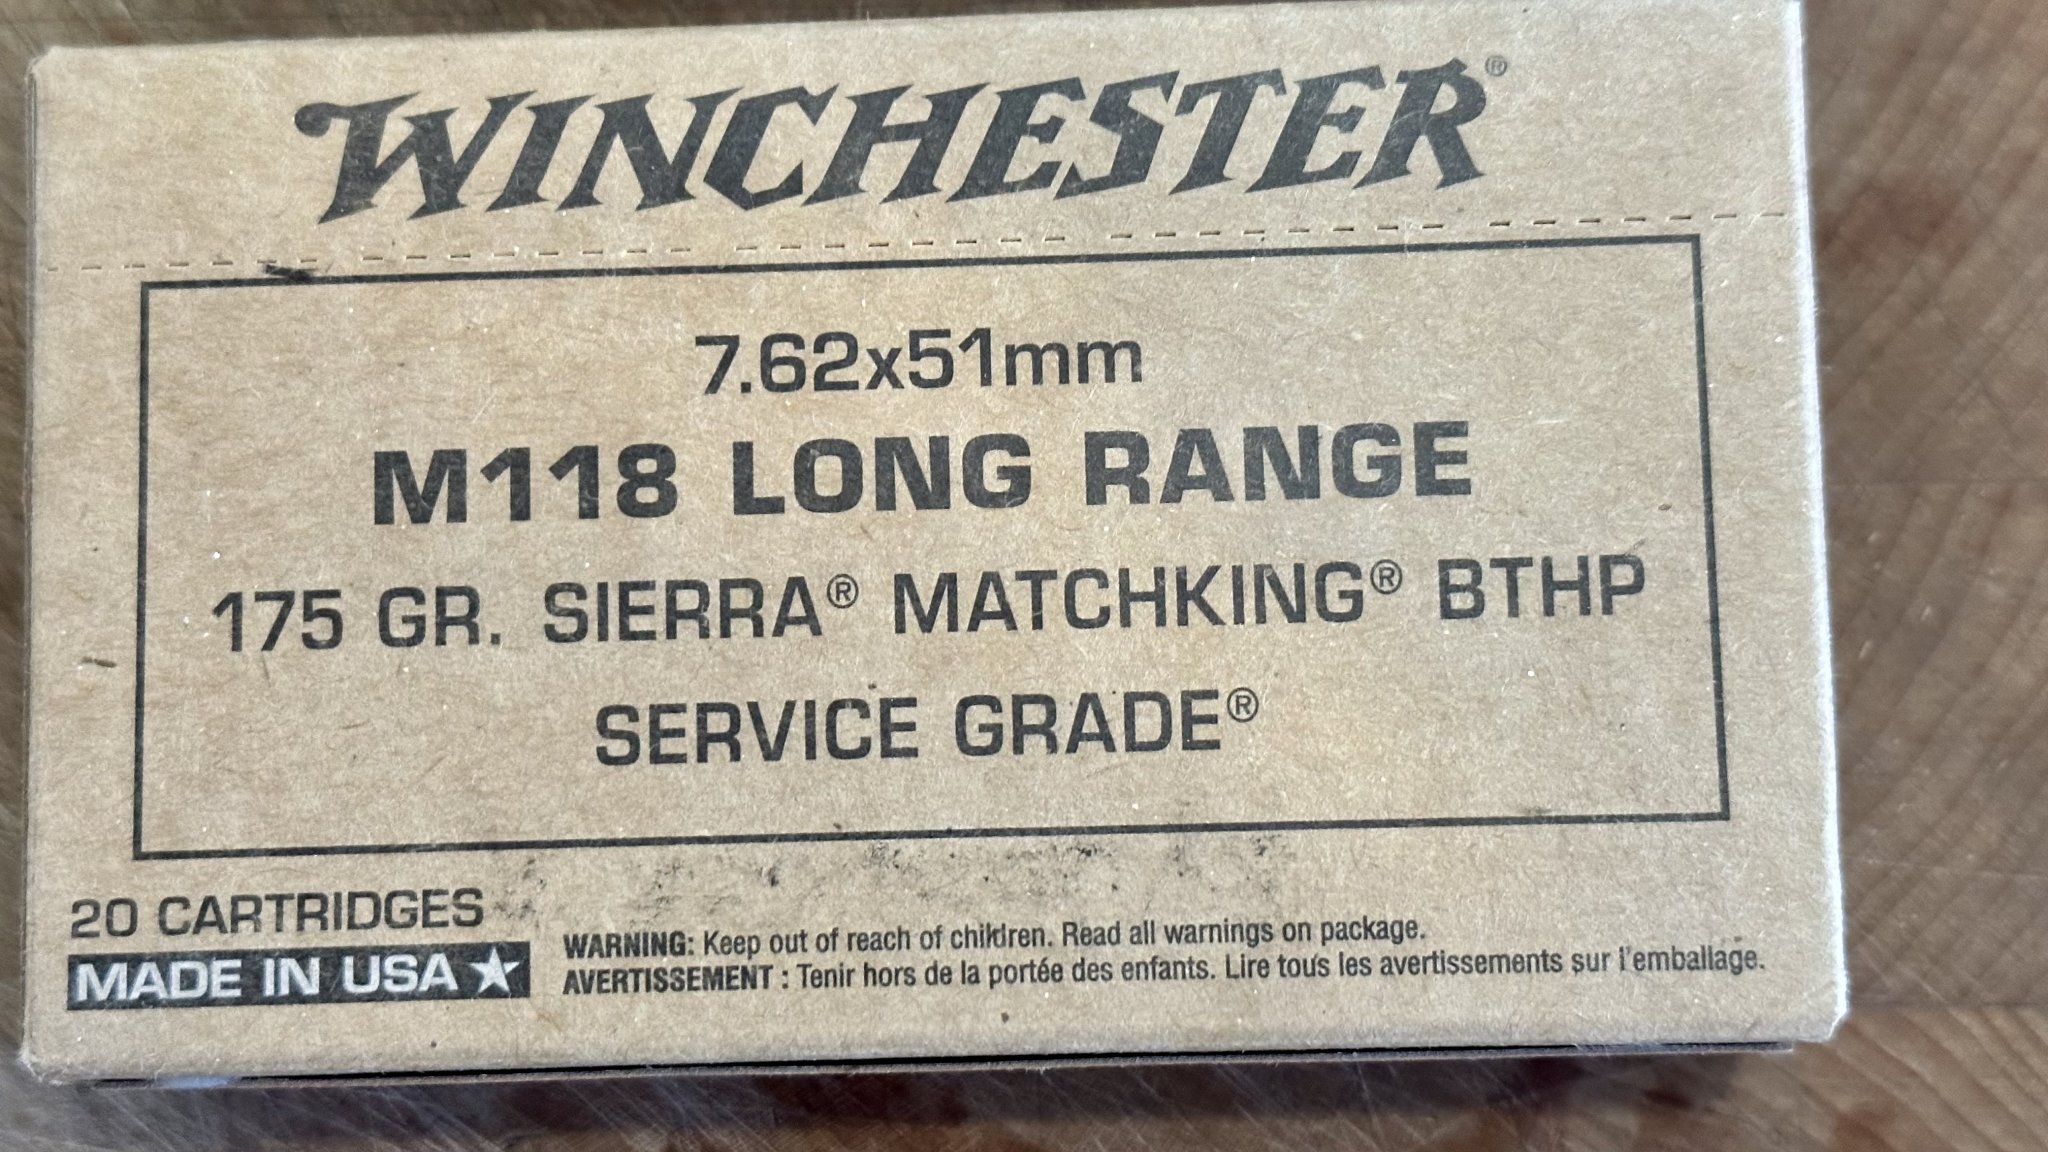 WINCHESTER®
7.62x51mm
M118 LONG RANGE
175 GR. SIERRA® MATCHKING® BTHP
SERVICE GRADE®
20 CARTRIDGES
MADE IN USA ★
WARNING: Keep out of reach of children. Read all warnings on package.
AVERTISSEMENT : Tenir hors de la portée des enfants. Lire tous les avertissements sur l'emballage.